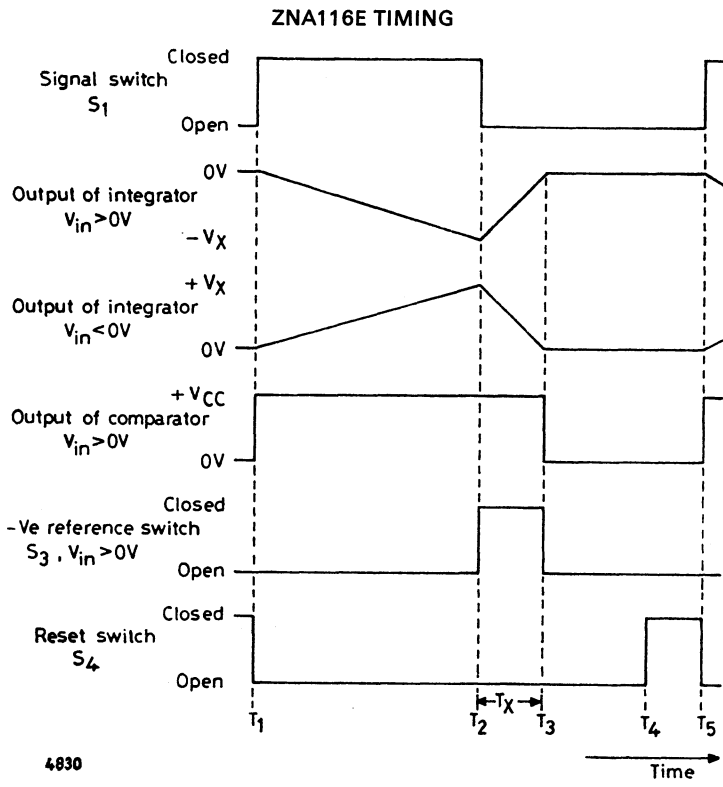 ZNA116E TIMING
Closed
Signal switch
S1
Open
0V
Output of integrator
Vin>0V
-VX
+VX
Output of integrator
Vin<0V
0V
+VCC
Output of comparator
Vin>0V
0V
Closed
-Ve reference switch
S3, Vin>0V
Open
Closed
Reset switch
S4
Open
TX
T1 T2 T3 T4 T5
4830
Time